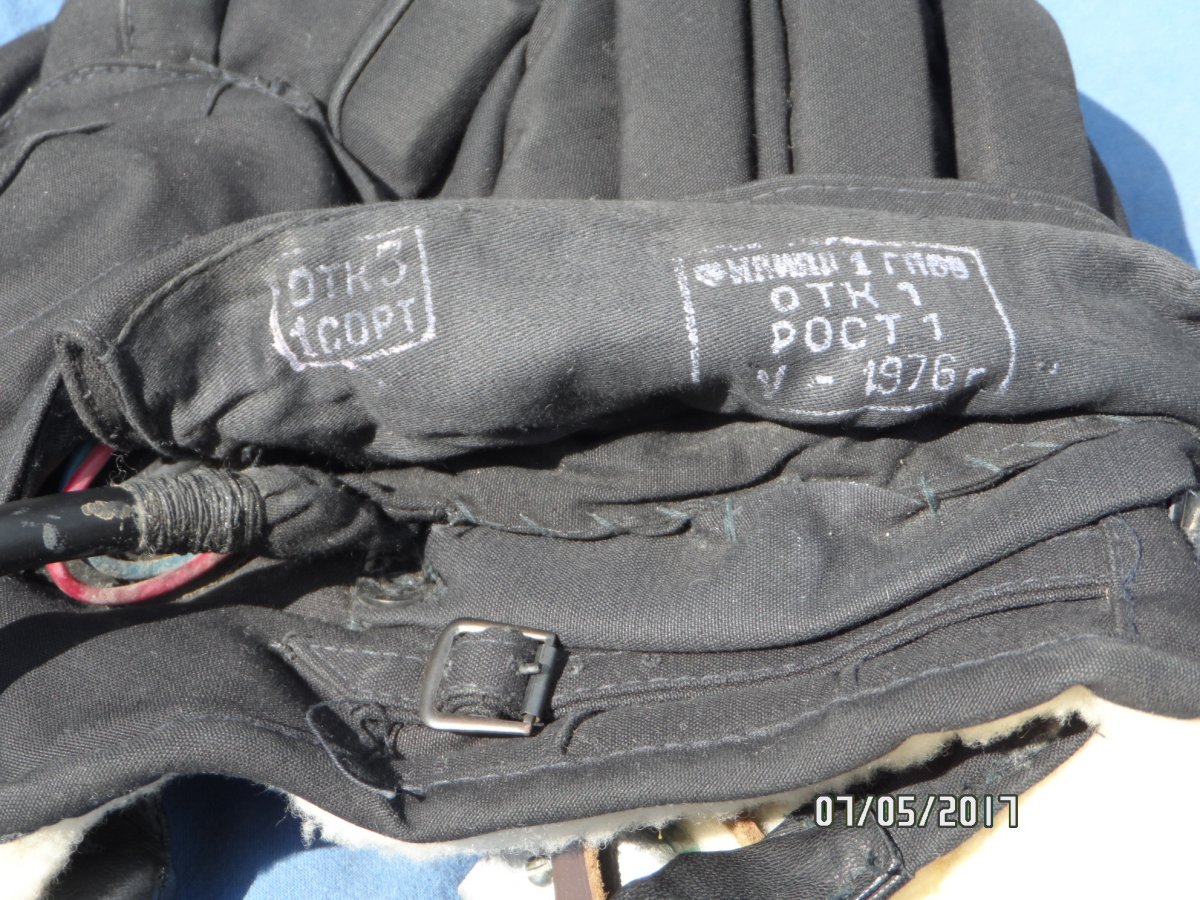 ОТК 3
1 СОРТ
ОТК 1
РОСТ 1
V - 1976 г
07/05/2017